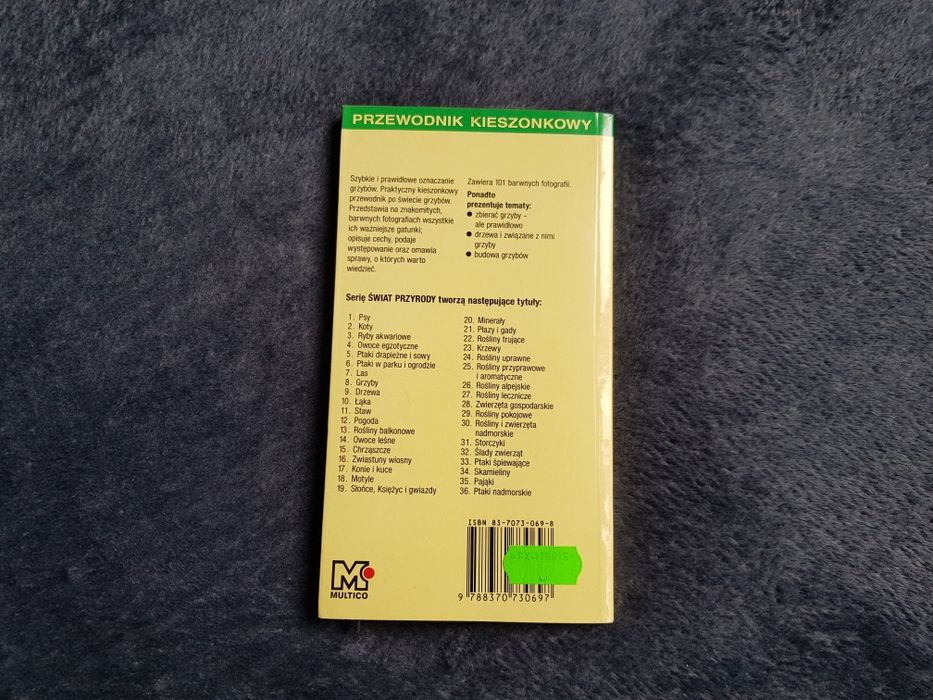 PRZEWODNIK KIESZONKOWY
Szybkie i prawidłowe oznaczanie
grzybów. Praktyczny kieszonkowy
przewodnik po świecie grzybów.
Przedstawia na znakomitych,
barwnych fotografiach wszystkie
ich ważniejsze gatunki;
opisuje cechy, podaje
występowanie oraz omawia
sprawy, o których warto
wiedzieć.
Zawiera 101 barwnych fotografii.
Ponadto
prezentuje tematy:
● zbierać grzyby –
ale prawidłowo
● drzewa i związane z nimi
grzyby
● budowa grzybów
Serię ŚWIAT PRZYRODY tworzą następujące tytuły:
1. Psy
2. Koty
3. Ryby akwariowe
4. Owoce egzotyczne
5. Ptaki drapieżne i sowy
6. Ptaki w parku i ogrodzie
7. Las
8. Grzyby
9. Drzewa
10. Łąka
11. Staw
12. Pogoda
13. Rośliny balkonowe
14. Owoce leśne
15. Chrząszcze
16. Zwiastuny wiosny
17. Konie i kuce
18. Motyle
19. Słońce, Księżyc i gwiazdy
20. Minerały
21. Płazy i gady
22. Rośliny trujące
23. Krzewy
24. Rośliny uprawne
25. Rośliny przyprawowe
i aromatyczne
26. Rośliny alpejskie
27. Rośliny lecznicze
28. Zwierzęta gospodarskie
29. Rośliny pokojowe
30. Rośliny i zwierzęta
nadmorskie
31. Storczyki
32. Ślady zwierząt
33. Ptaki śpiewające
34. Skamieliny
35. Pająki
36. Ptaki nadmorskie
ISBN 83-7073-069-8
9 788370 730697
M
MULTICO